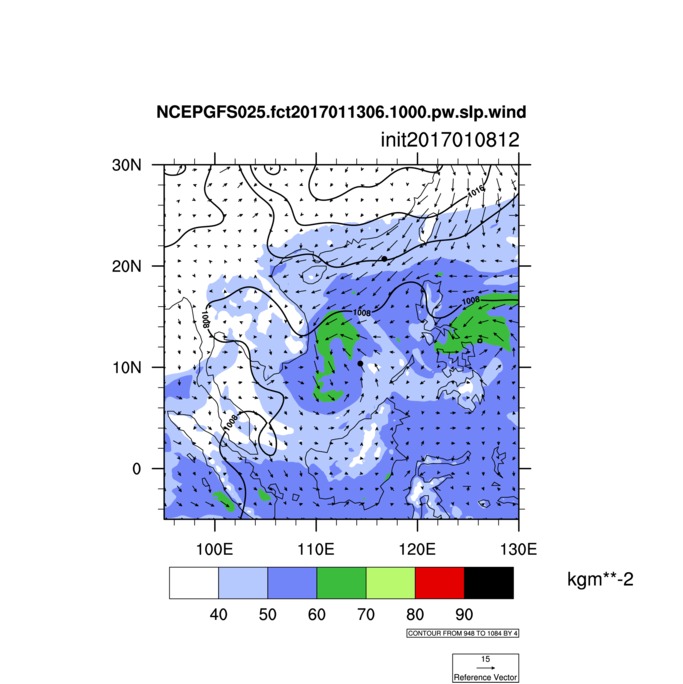 NCEPGFS025.fct2017011306.1000.pw.slp.wind
init2017010812
30N
1016
20N
1008
1008
1008
10N
1008
0
100E 110E 120E 130E
kgm**-2
40 50 60 70 80 90
CONTOUR FROM 948 TO 1084 BY 4
15
Reference Vector